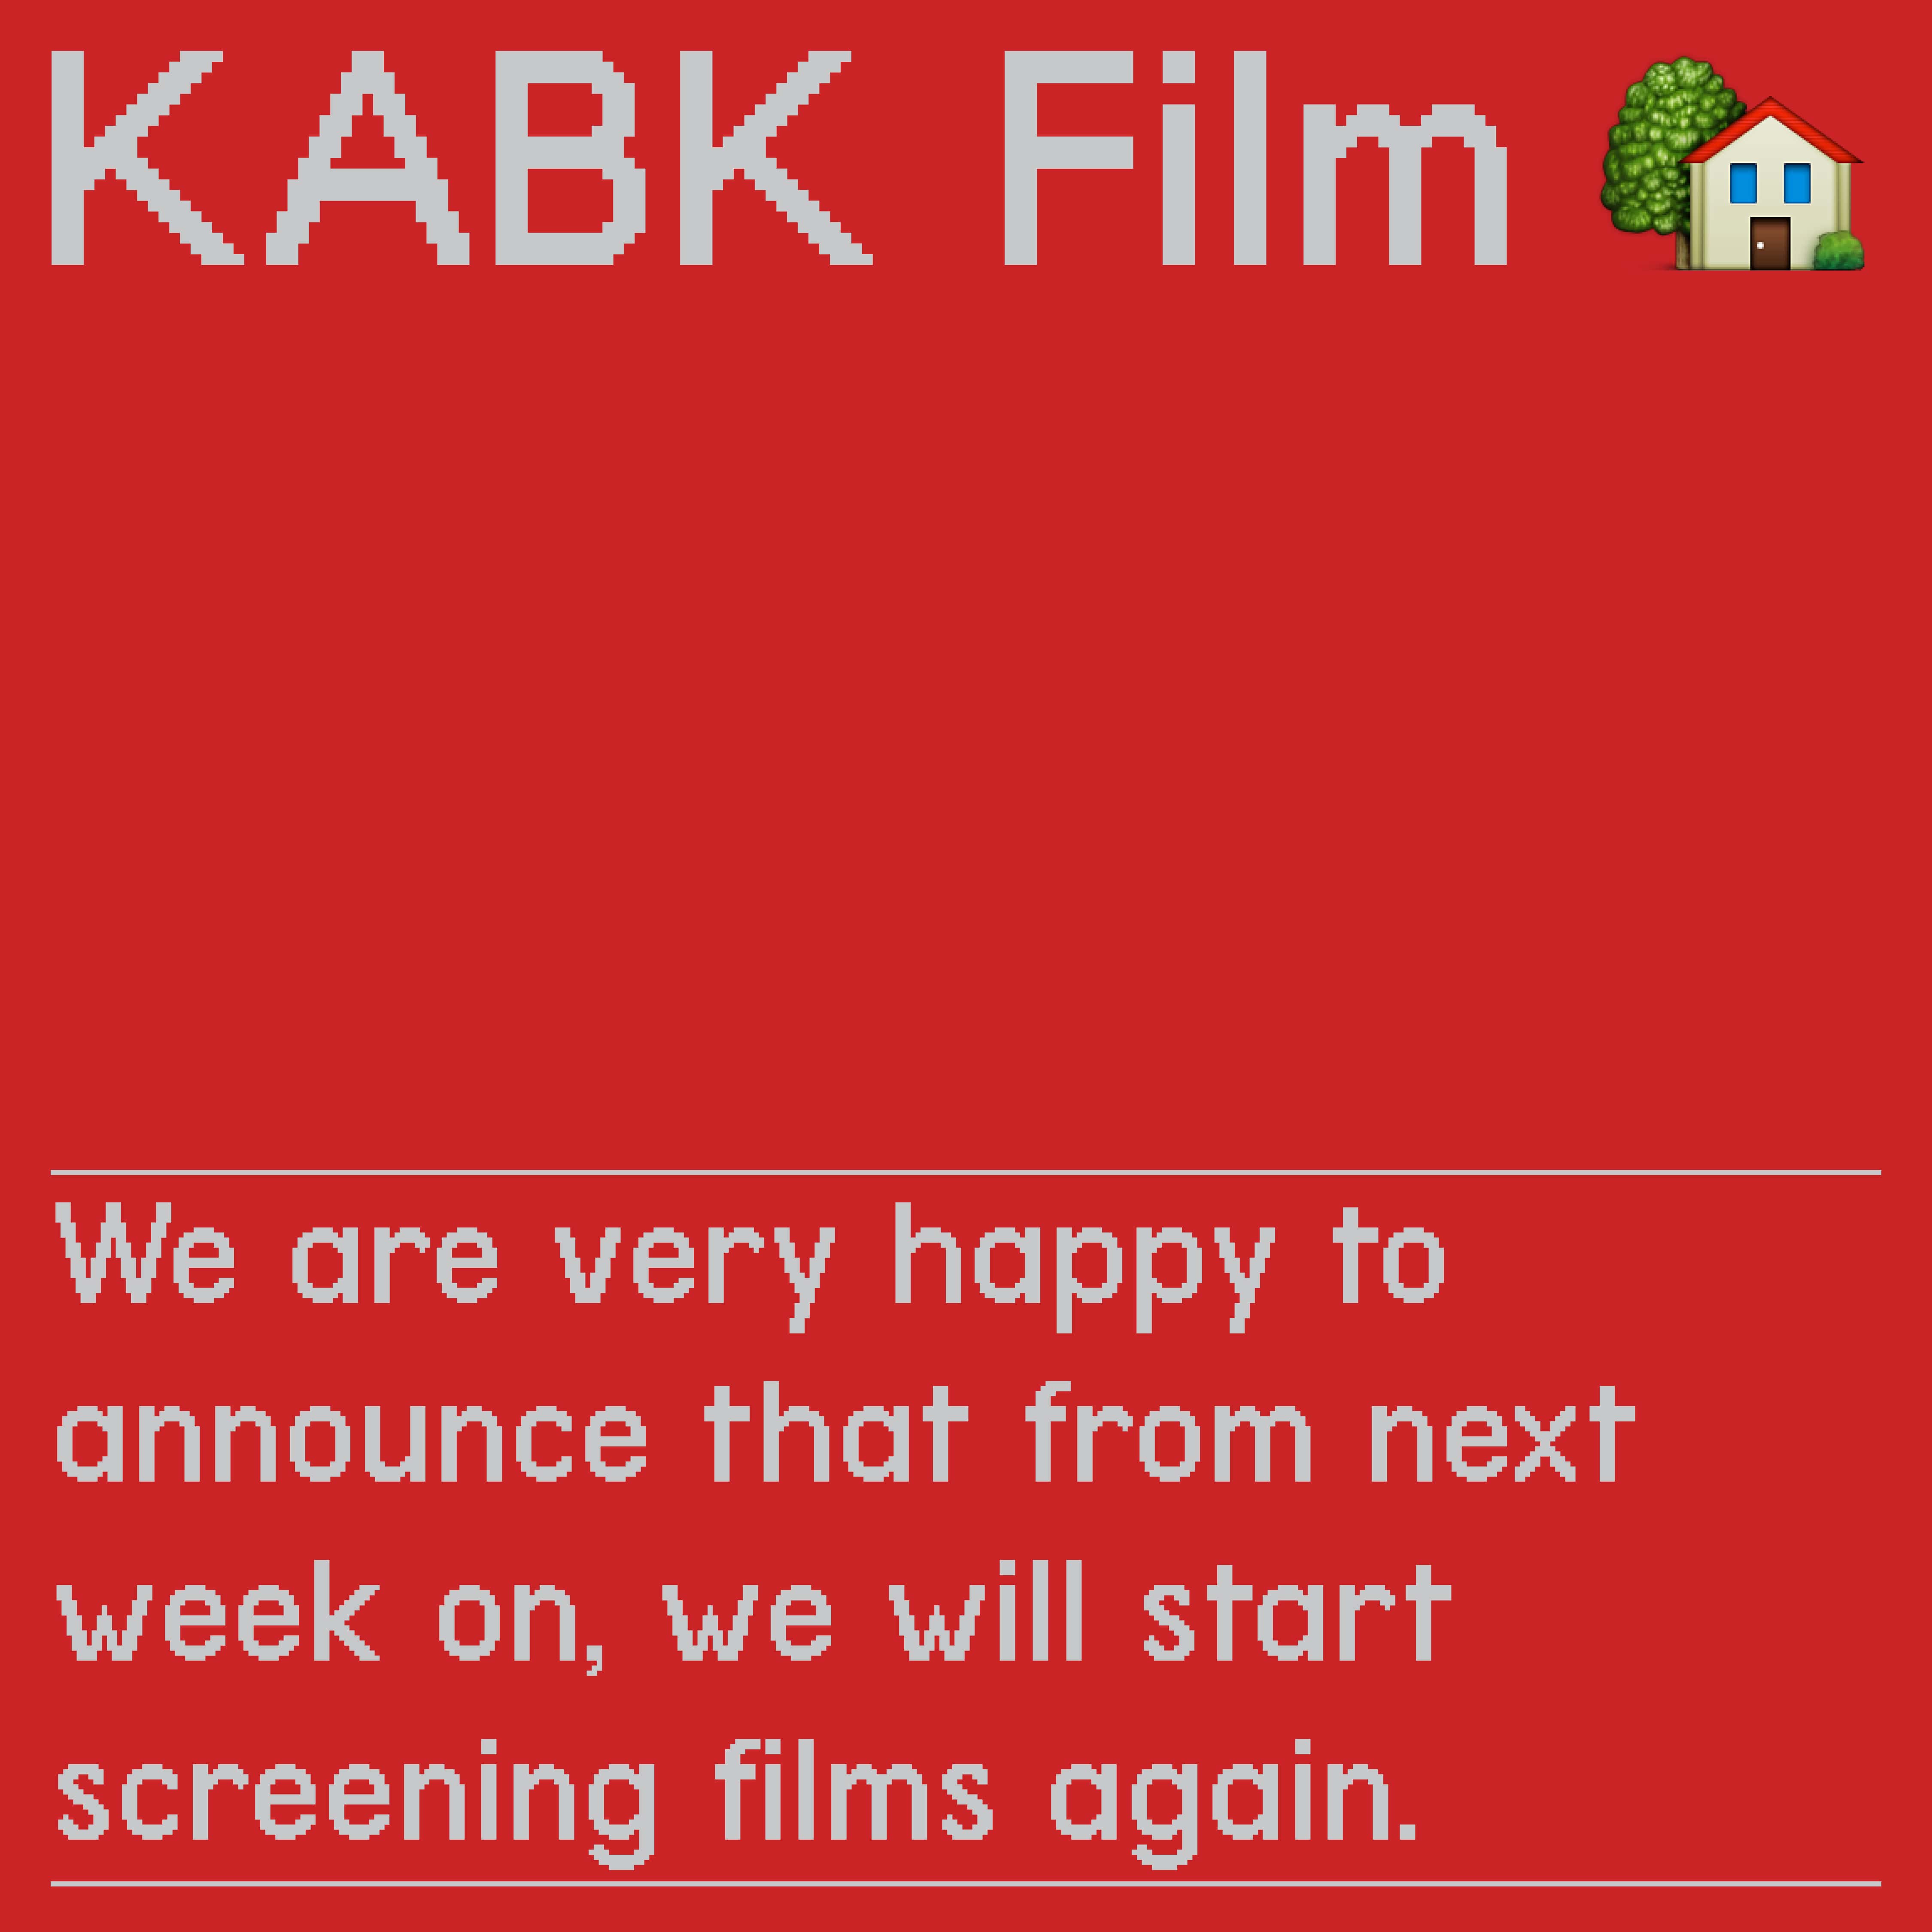 KABK Film 🏡
We are very happy to
announce that from next
week on, we will start
screening films again.